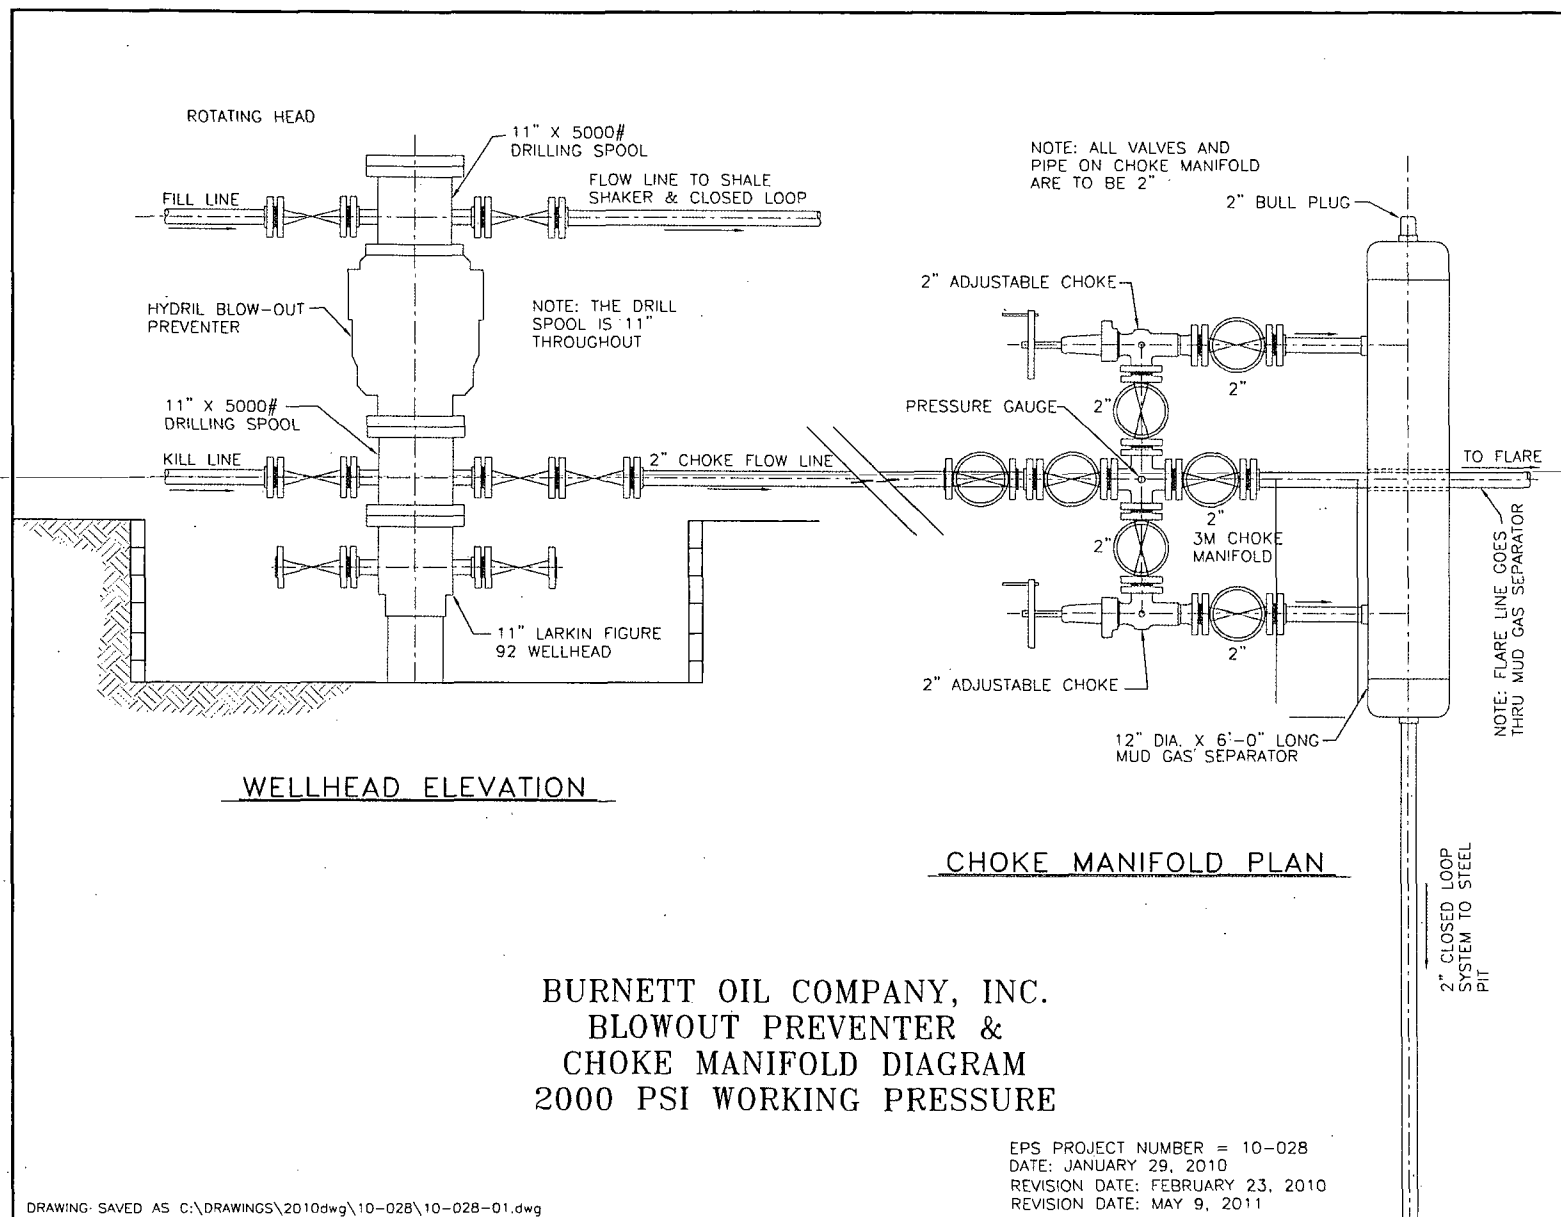 ROTATING HEAD
11" X 5000#
DRILLING SPOOL
FILL LINE
FLOW LINE TO SHALE
SHAKER & CLOSED LOOP
HYDRIL BLOW-OUT
PREVENTER
NOTE: THE DRILL
SPOOL IS 11"
THROUGHOUT
11" X 5000#
DRILLING SPOOL
KILL LINE
2" CHOKE FLOW LINE
11" LARKIN FIGURE
92 WELLHEAD
WELLHEAD ELEVATION
NOTE: ALL VALVES AND
PIPE ON CHOKE MANIFOLD
ARE TO BE 2"
2" BULL PLUG
2" ADJUSTABLE CHOKE
2"
2"
PRESSURE GAUGE
TO FLARE
2"
3M CHOKE
MANIFOLD
2"
2"
2" ADJUSTABLE CHOKE
12" DIA. X 6'-0" LONG
MUD GAS SEPARATOR
NOTE: FLARE LINE GOES
THRU MUD GAS SEPARATOR
CHOKE MANIFOLD PLAN
2" CLOSED LOOP
SYSTEM TO STEEL
PIT
BURNETT OIL COMPANY, INC.
BLOWOUT PREVENTER &
CHOKE MANIFOLD DIAGRAM
2000 PSI WORKING PRESSURE
EPS PROJECT NUMBER = 10-028
DATE: JANUARY 29, 2010
REVISION DATE: FEBRUARY 23, 2010
REVISION DATE: MAY 9, 2011
DRAWING SAVED AS C:\DRAWINGS\2010dwg\10-028\10-028-01.dwg